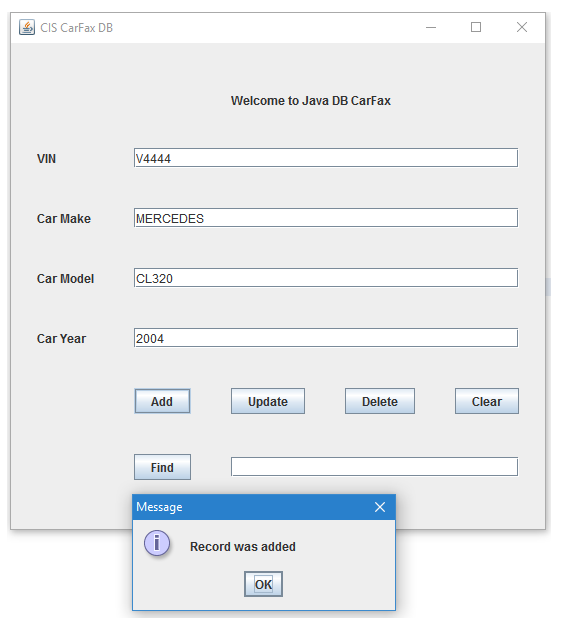 CIS CarFax DB
Welcome to Java DB CarFax
VIN V4444
Car Make MERCEDES
Car Model CL320
Car Year 2004
Add Update Delete Clear
Find
Message
Record was added
OK